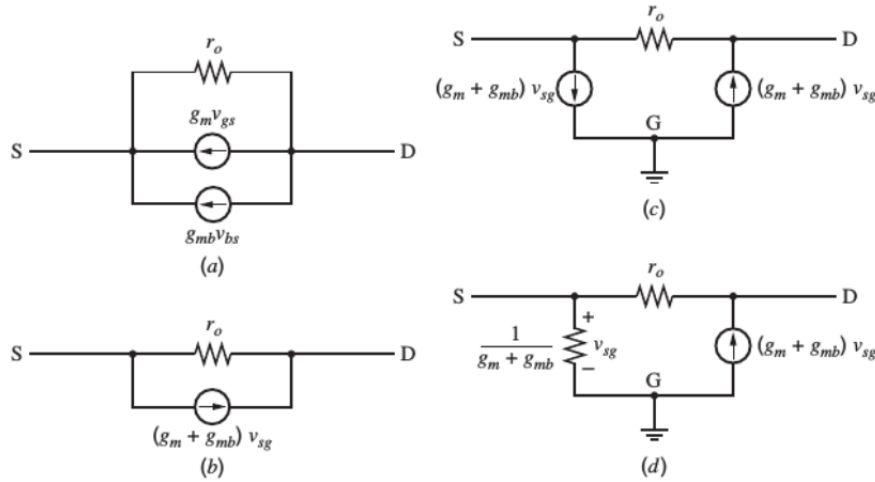 r_o
g_m v_gs
S
D
g_mb v_bs
(a)
r_o
S
D
(g_m + g_mb) v_sg
(b)
S
r_o
D
(g_m + g_mb) v_sg
(g_m + g_mb) v_sg
G
(c)
r_o
S
D
+
1
g_m + g_mb
v_sg
(g_m + g_mb) v_sg
−
G
(d)